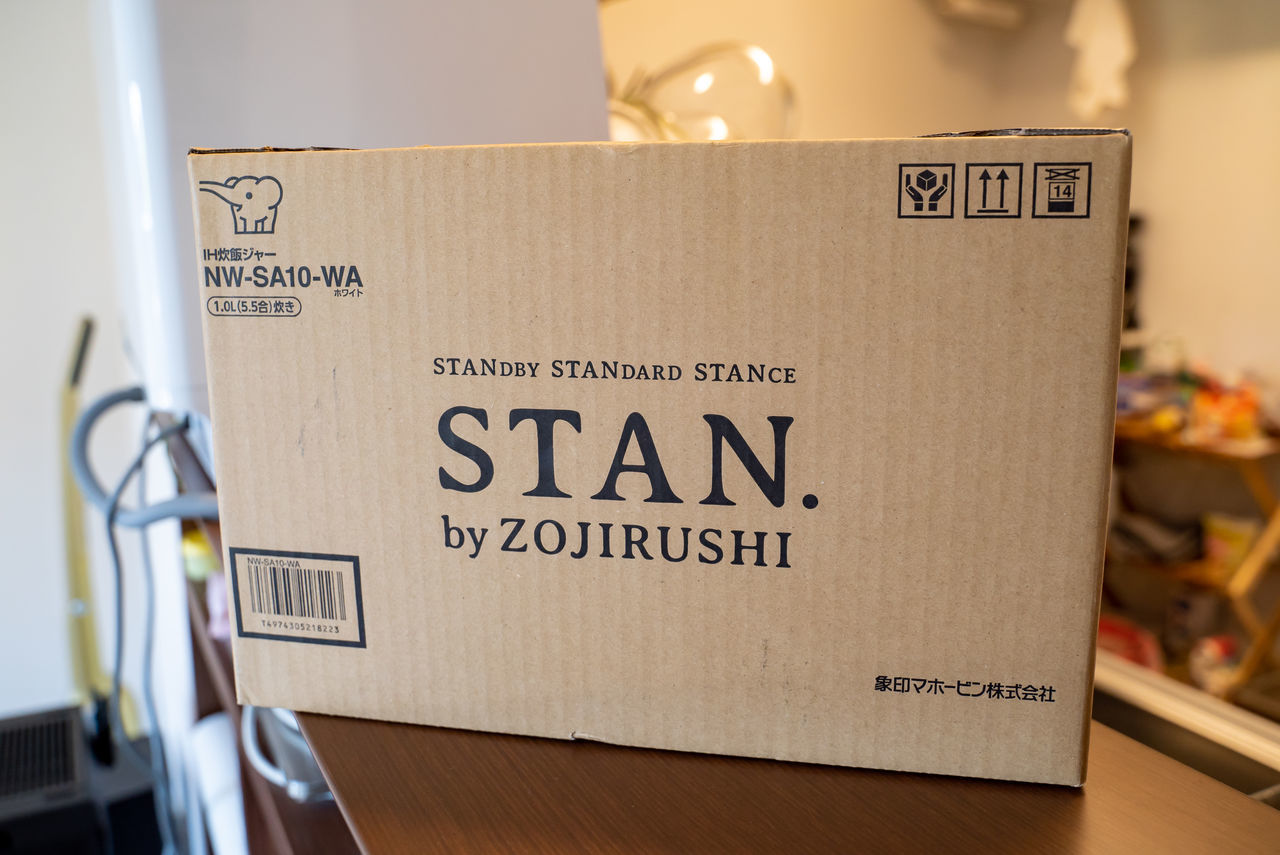 IH炊飯ジャー
NW-SA10-WA
ホワイト
1.0L(5.5合)炊き
14
STANDBY STANDARD STANCE
STAN.
by ZOJIRUSHI
NW-SA10-WA
T4974305218223
象印マホービン株式会社